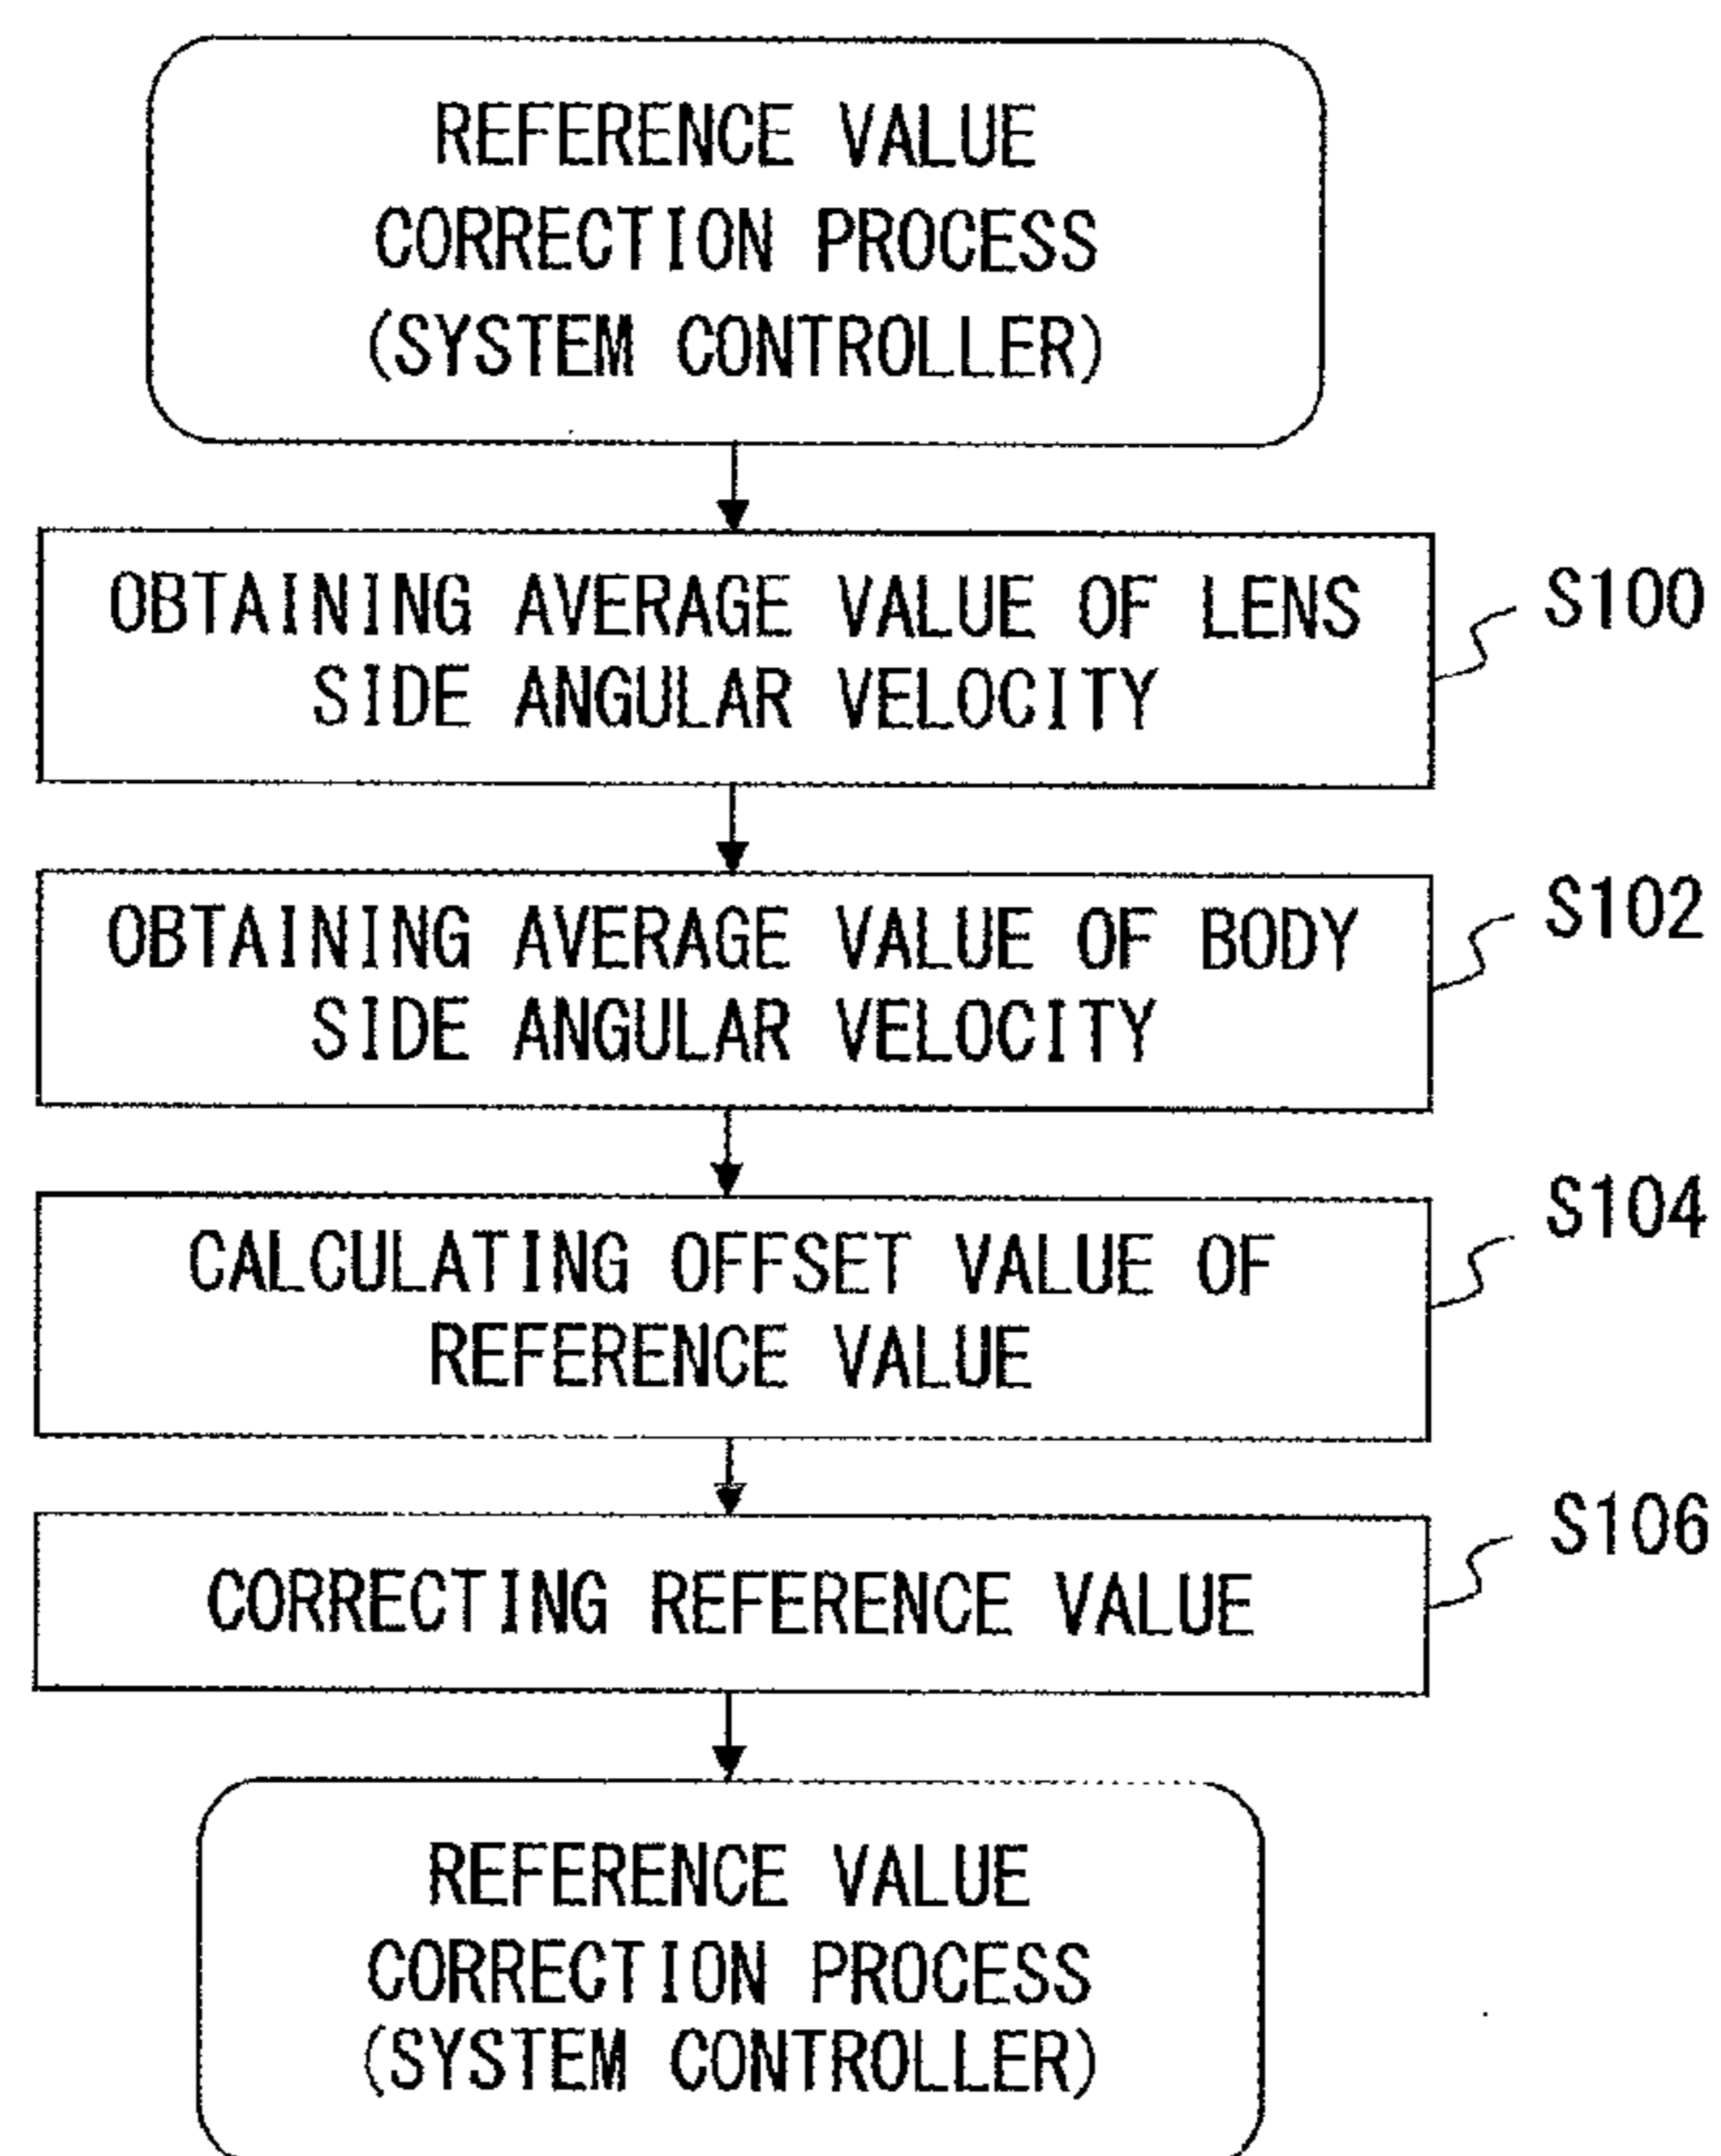 REFERENCE VALUE
CORRECTION PROCESS
(SYSTEM CONTROLLER)
OBTAINING AVERAGE VALUE OF LENS
SIDE ANGULAR VELOCITY
S100
OBTAINING AVERAGE VALUE OF BODY
SIDE ANGULAR VELOCITY
S102
CALCULATING OFFSET VALUE OF
REFERENCE VALUE
S104
CORRECTING REFERENCE VALUE
S106
REFERENCE VALUE
CORRECTION PROCESS
(SYSTEM CONTROLLER)